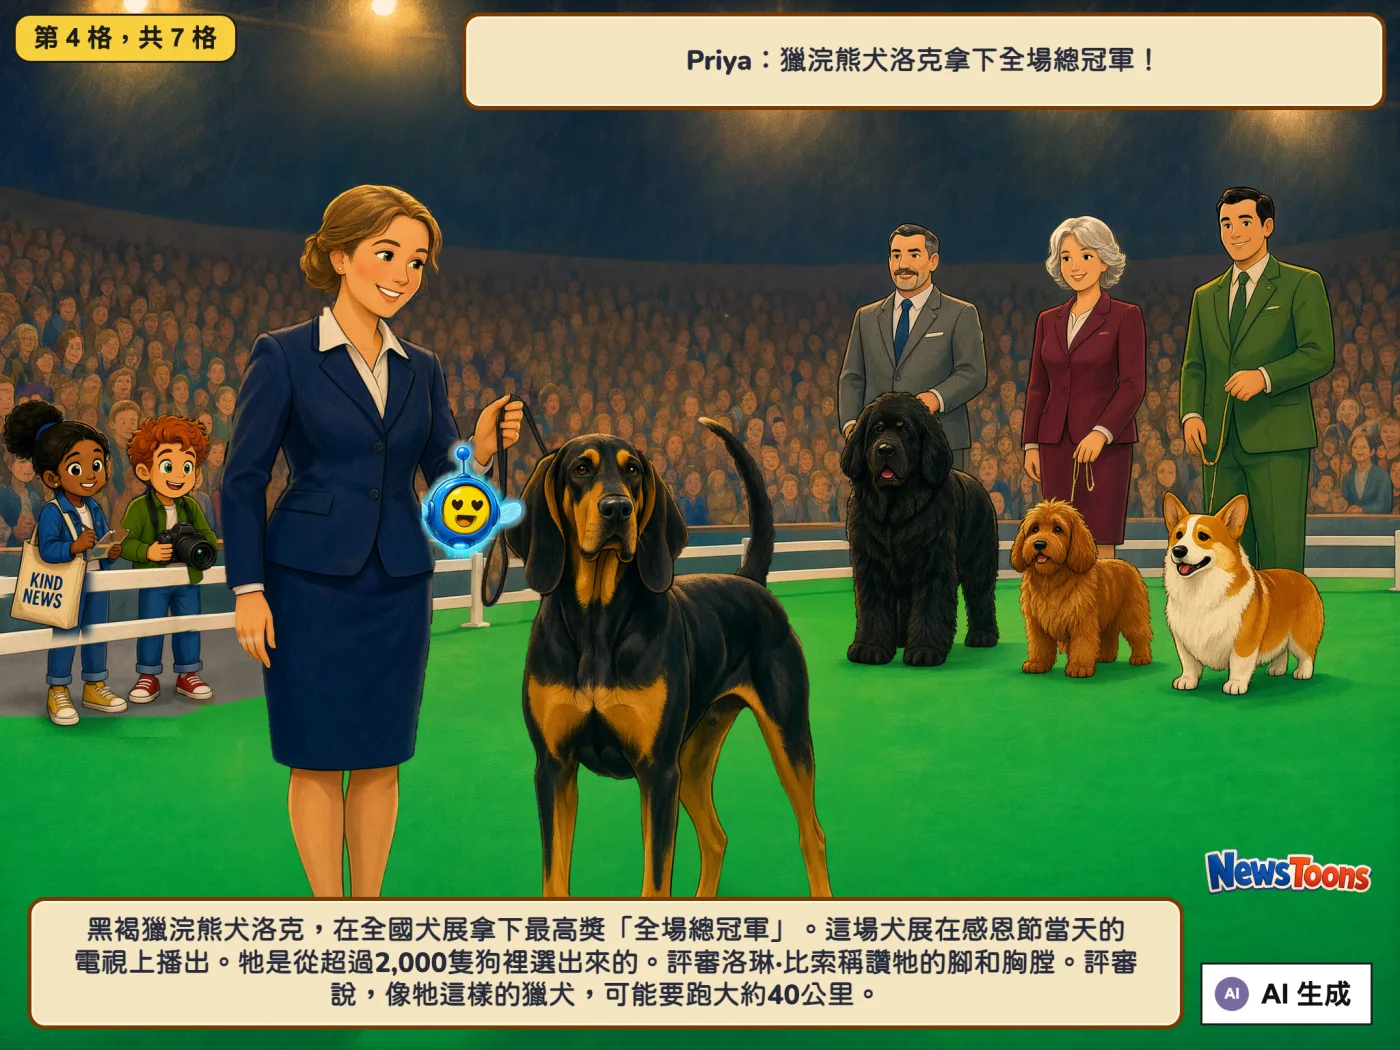 第 4 格，共 7 格
Priya：獵浣熊犬洛克拿下全場總冠軍！
KIND
NEWS
NewsToons
黑褐獵浣熊犬洛克，在全國犬展拿下最高獎「全場總冠軍」。這場犬展在感恩節當天的
電視上播出。牠是從超過2,000隻狗裡選出來的。評審洛琳·比索稱讚牠的腳和胸膛。評審
說，像牠這樣的獵犬，可能要跑大約40公里。
AI AI 生成